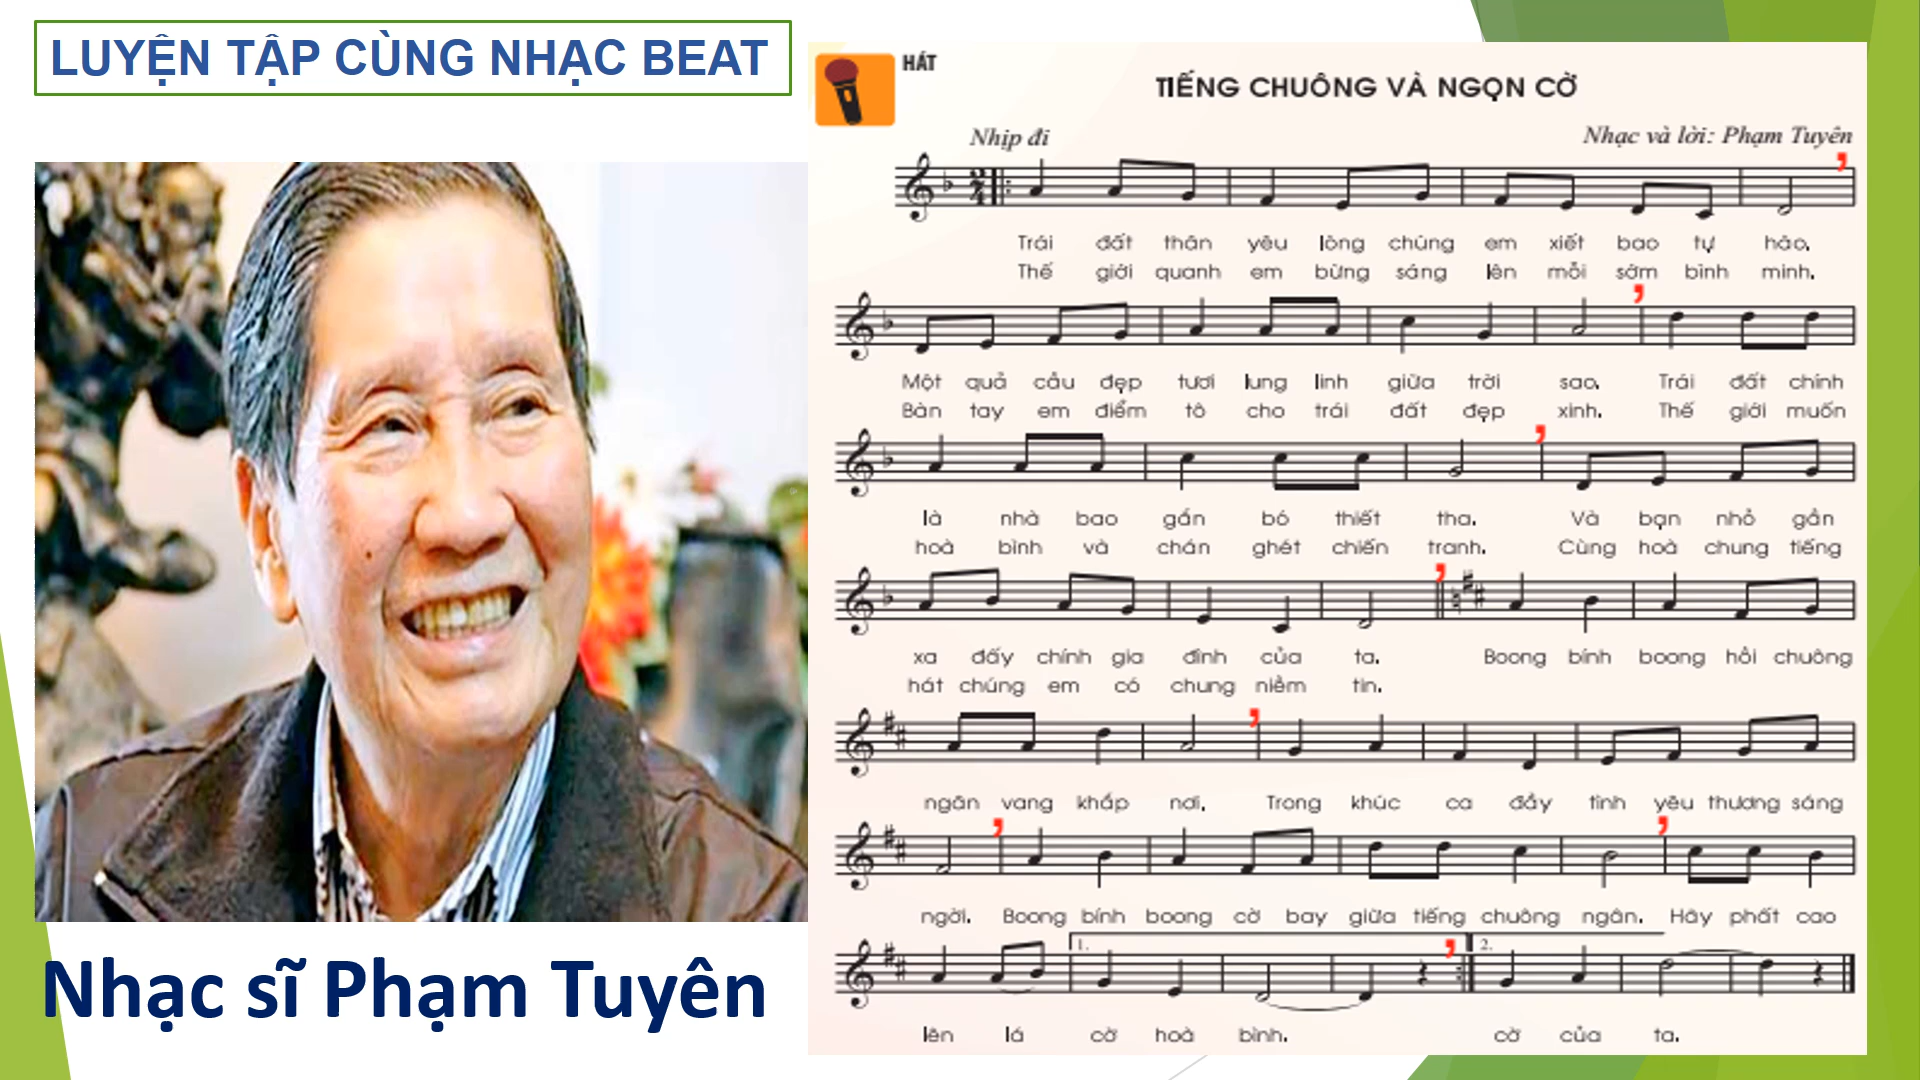 LUYỆN TẬP CÙNG NHẠC BEAT
HÁT
TIẾNG CHUÔNG VÀ NGỌN CỜ
Nhịp đi
Nhạc và lời: Phạm Tuyên
Trái đất thân yêu lòng chúng em xiết bao tự hào.
Thế giới quanh em bừng sáng lên mỗi sớm bình minh.
Một quả cầu đẹp tươi lung linh giữa trời sao. Trái đất chính
Bàn tay em điểm tô cho trái đất đẹp xinh. Thế giới muốn
là nhà bao gắn bó thiết tha. Và bạn nhỏ gần
hoà bình và chán ghét chiến tranh. Cùng hoà chung tiếng
xa đấy chính gia đình của ta. Boong bính boong hồi chuông
hát chúng em có chung niềm tin.
ngân vang khắp nơi. Trong khúc ca đầy tình yêu thương sáng
ngời. Boong bính boong cờ bay giữa tiếng chuông ngân. Hãy phất cao
1. 2.
lên lá cờ hoà bình. cờ của ta.
Nhạc sĩ Phạm Tuyên